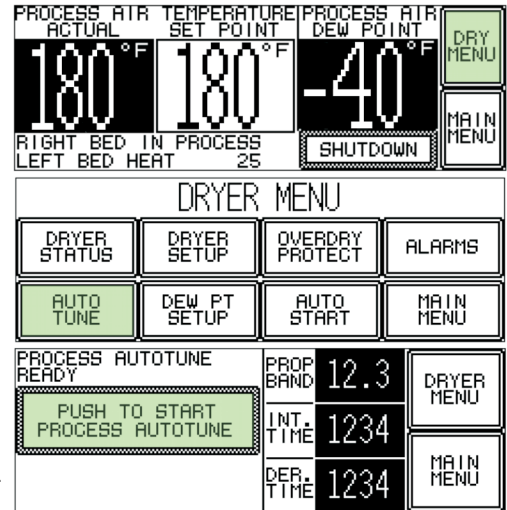 PROCESS AIR TEMPERATURE
ACTUAL SET POINT
180°F 180°F
PROCESS AIR
DEW POINT
-40°F
DRY
MENU
RIGHT BED IN PROCESS
LEFT BED HEAT 25
SHUTDOWN
MAIN
MENU
DRYER MENU
DRYER
STATUS
DRYER
SETUP
OVERDRY
PROTECT
ALARMS
AUTO
TUNE
DEW PT
SETUP
AUTO
START
MAIN
MENU
PROCESS AUTOTUNE
READY
PUSH TO START
PROCESS AUTOTUNE
PROP
BAND 12.3
INT.
TIME 1234
DER.
TIME 1234
DRYER
MENU
MAIN
MENU